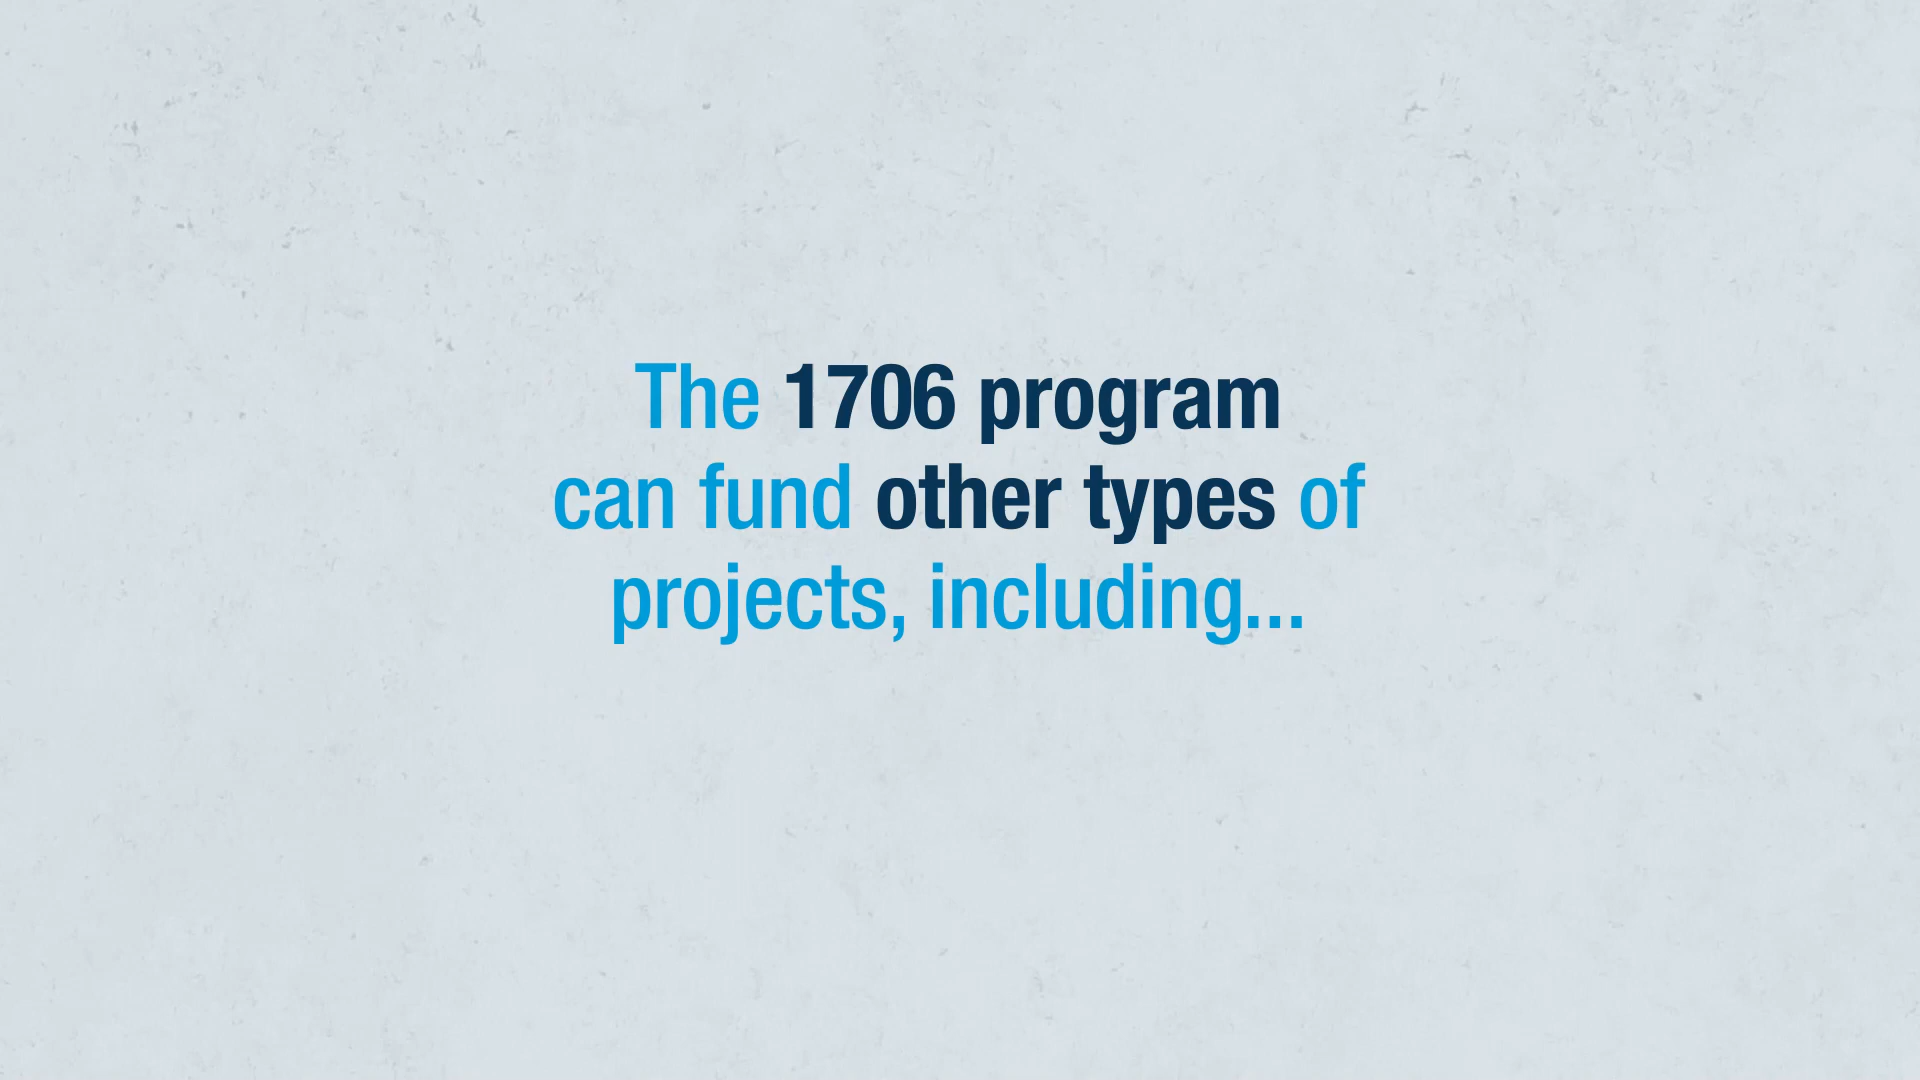 The 1706 program
can fund other types of
projects, including...